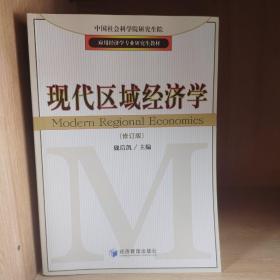 中国社会科学院研究生院
应用经济学专业研究生教材
现代区域经济学
Modern Regional Economics
(修订版)
魏后凯/主编
M
经济管理出版社